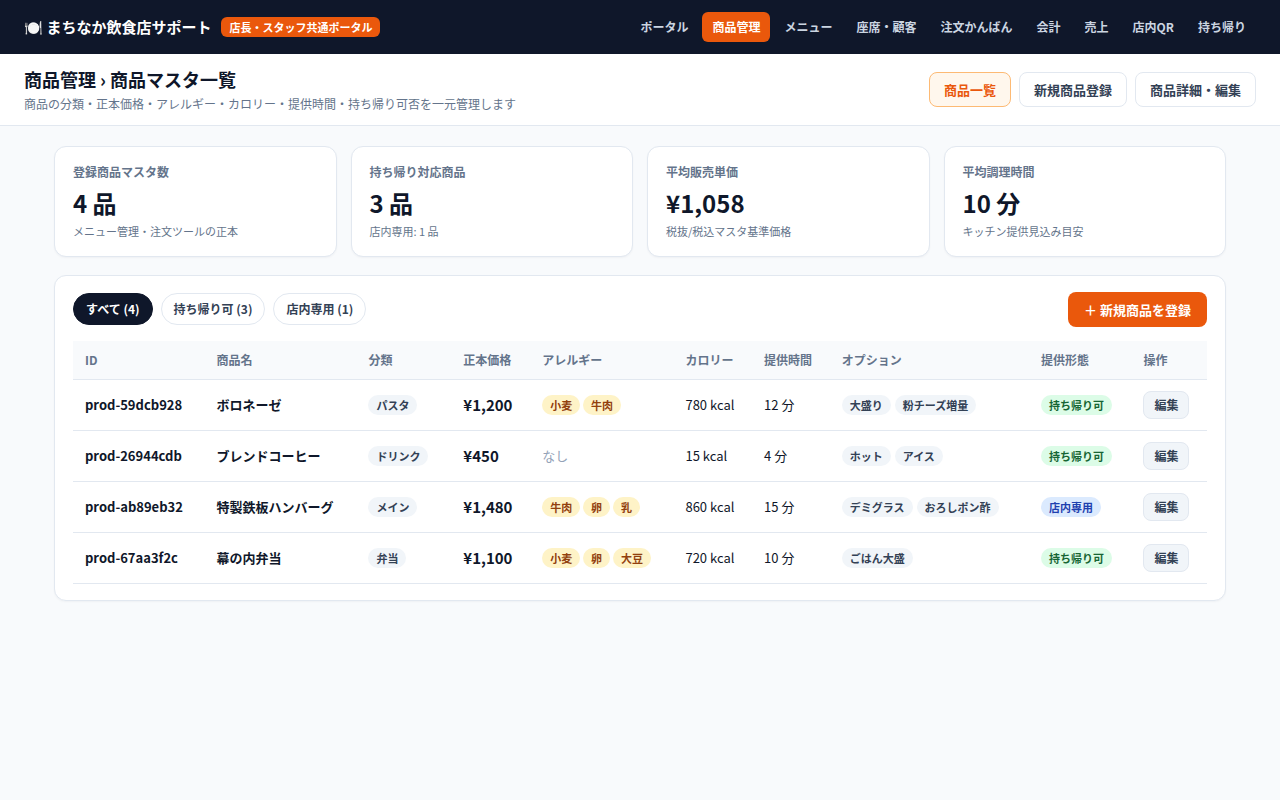 🍽️ まちなか飲食店サポート 店長・スタッフ共通ポータル ポータル 商品管理 メニュー 座席・顧客 注文かんばん 会計 売上 店内QR 持ち帰り
商品管理 › 商品マスタ一覧
商品の分類・正本価格・アレルギー・カロリー・提供時間・持ち帰り可否を一元管理します
商品一覧 新規商品登録 商品詳細・編集
登録商品マスタ数
4 品
メニュー管理・注文ツールの正本
持ち帰り対応商品
3 品
店内専用: 1 品
平均販売単価
¥1,058
税抜/税込マスタ基準価格
平均調理時間
10 分
キッチン提供見込み目安
すべて (4) 持ち帰り可 (3) 店内専用 (1) ＋ 新規商品を登録
ID 商品名 分類 正本価格 アレルギー カロリー 提供時間 オプション 提供形態 操作
prod-59dcb928 ボロネーゼ パスタ ¥1,200 小麦 牛肉 780 kcal 12 分 大盛り 粉チーズ増量 持ち帰り可 編集
prod-26944cdb ブレンドコーヒー ドリンク ¥450 なし 15 kcal 4 分 ホット アイス 持ち帰り可 編集
prod-ab89eb32 特製鉄板ハンバーグ メイン ¥1,480 牛肉 卵 乳 860 kcal 15 分 デミグラス おろしポン酢 店内専用 編集
prod-67aa3f2c 幕の内弁当 弁当 ¥1,100 小麦 卵 大豆 720 kcal 10 分 ごはん大盛 持ち帰り可 編集